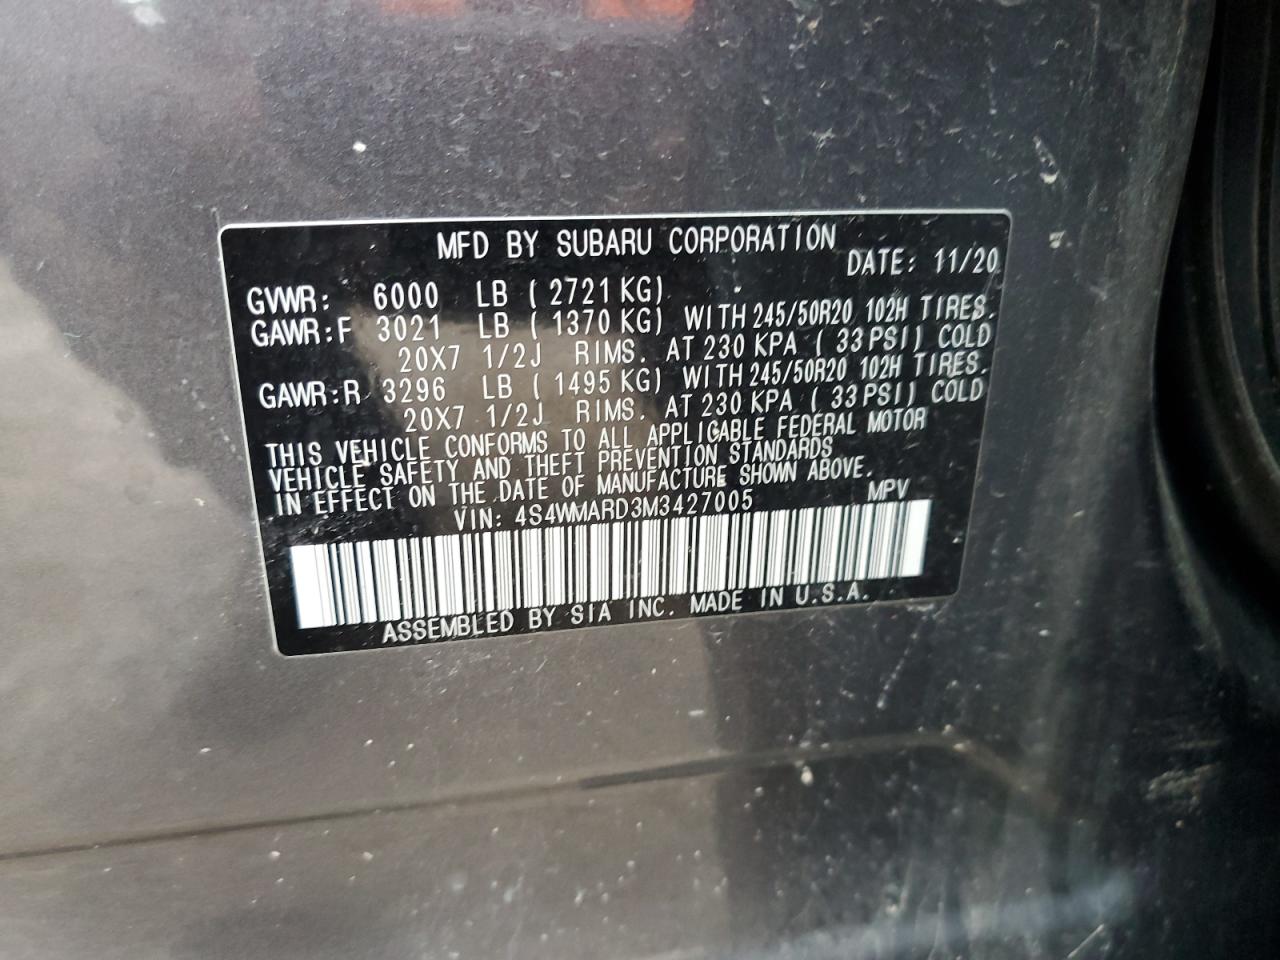 MFD BY SUBARU CORPORATION
DATE: 11/20
GVWR: 6000 LB ( 2721 KG)
GAWR:F 3021 LB ( 1370 KG) WITH 245/50R20 102H TIRES.
20X7 1/2J RIMS. AT 230 KPA ( 33 PSI) COLD
GAWR:R 3296 LB ( 1495 KG) WITH 245/50R20 102H TIRES.
20X7 1/2J RIMS. AT 230 KPA ( 33 PSI) COLD
THIS VEHICLE CONFORMS TO ALL APPLICABLE FEDERAL MOTOR
VEHICLE SAFETY AND THEFT PREVENTION STANDARDS
IN EFFECT ON THE DATE OF MANUFACTURE SHOWN ABOVE.
VIN: 4S4WMARD3M3427005 MPV
ASSEMBLED BY SIA INC. MADE IN U.S.A.